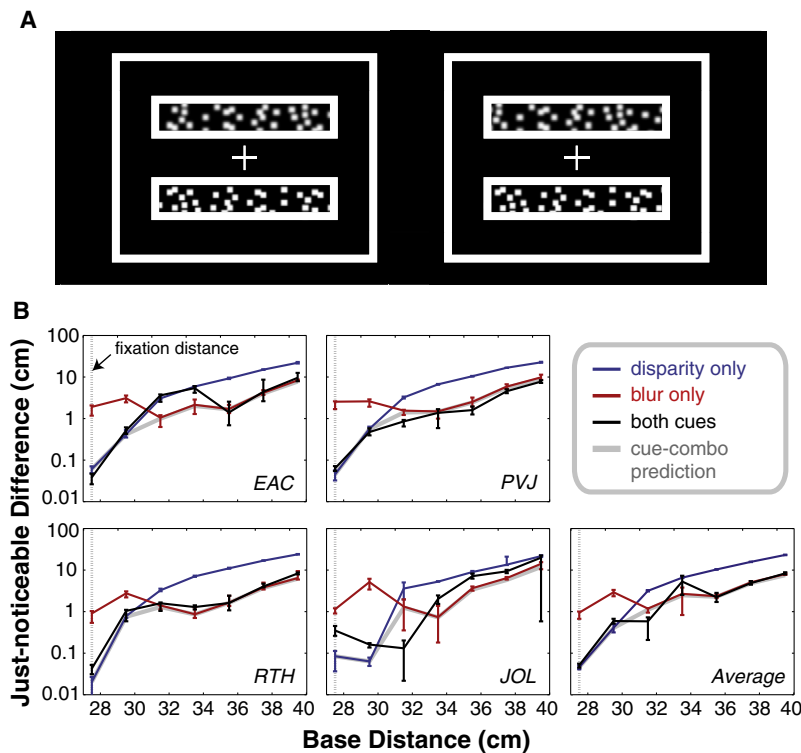 A
B
Just-noticeable Difference (cm)
100
10
1
0.1
0.01
fixation distance
EAC
PVJ
disparity only
blur only
both cues
cue-combo
prediction
100
10
1
0.1
0.01
RTH
JOL
Average
28 30 32 34 36 38 40
28 30 32 34 36 38 40
28 30 32 34 36 38 40
Base Distance (cm)